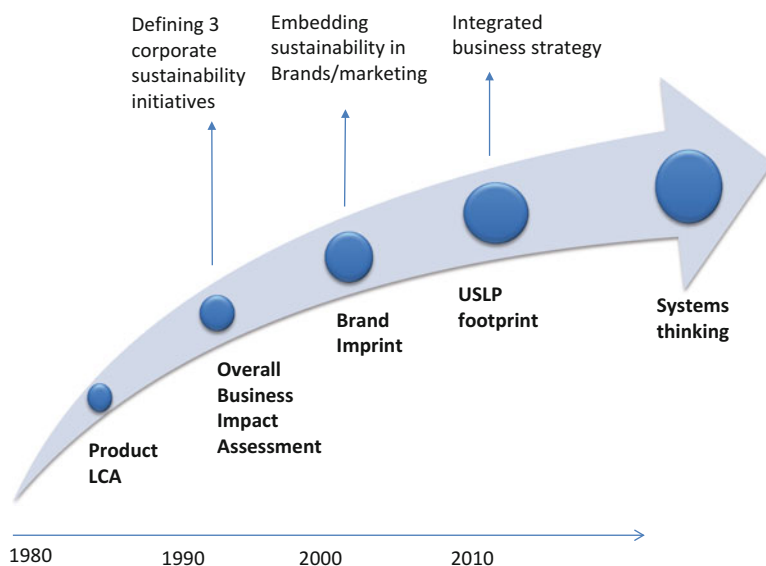 Defining 3
corporate
sustainability
initiatives
Embedding
sustainability in
Brands/marketing
Integrated
business strategy
Product
LCA
Overall
Business
Impact
Assessment
Brand
Imprint
USLP
footprint
Systems
thinking
1980
1990
2000
2010